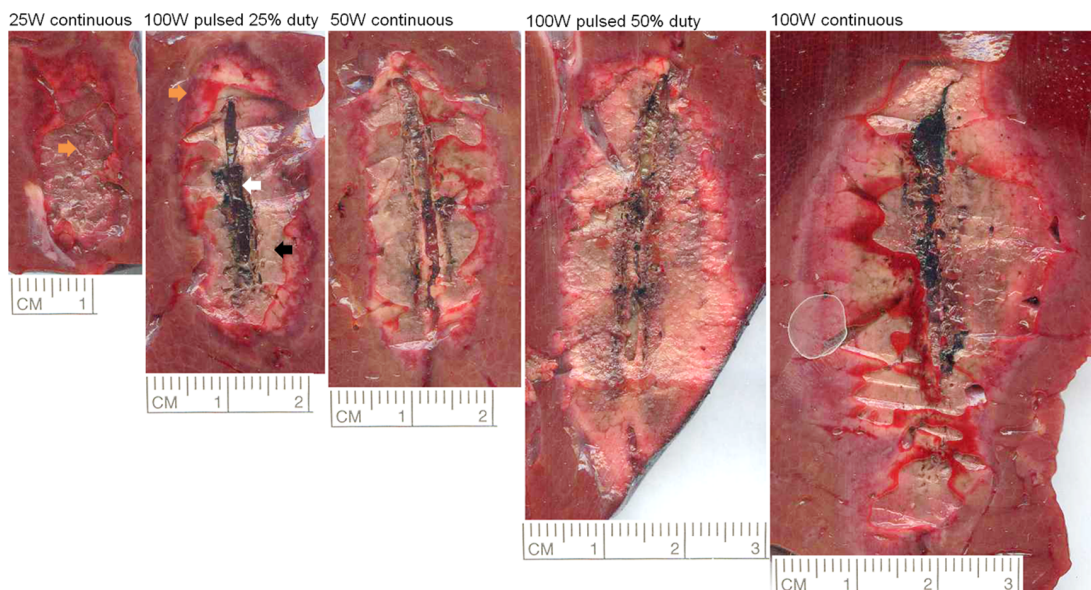 25W continuous
100W pulsed 25% duty
50W continuous
100W pulsed 50% duty
100W continuous
CM 1
CM 1 2
CM 1 2
CM 1 2 3
CM 1 2 3